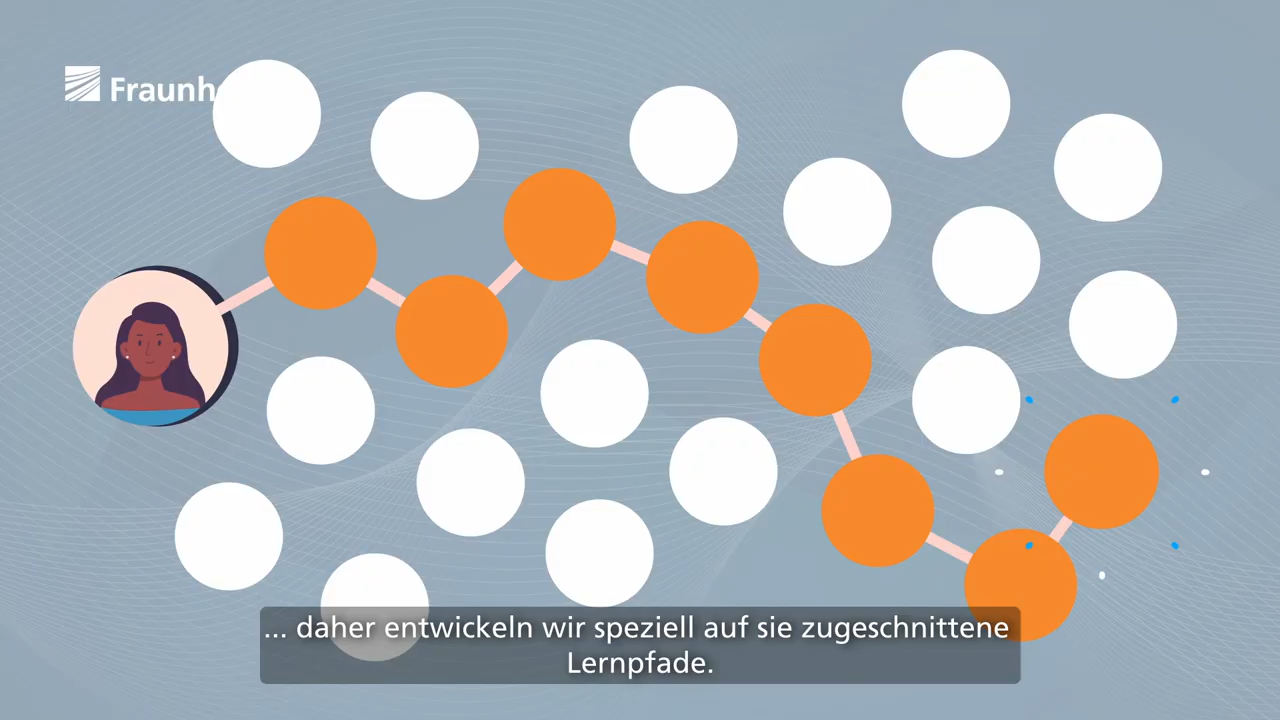 Fraunh
... daher entwickeln wir speziell auf sie zugeschnittene
Lernpfade.